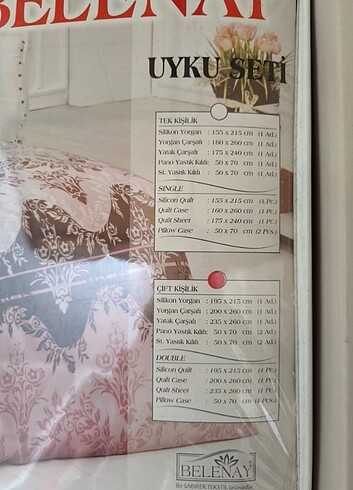 BELENAY
UYKU SETİ
TEK KİŞİLİK
Silikon Yorgan : 155 x 215 cm (1 Ad.)
Yorgan Çarşafı : 160 x 260 cm (1 Ad.)
Yatak Çarşafı : 175 x 240 cm (1 Ad.)
Pano Yastık Kılıfı : 50 x 70 cm (1 Ad.)
St. Yastık Kılıfı : 50 x 70 cm (1 Ad.)
SINGLE
Silicon Quilt : 155 x 215 cm (1 Pc.)
Quilt Case : 160 x 260 cm (1 Pc.)
Quilt Sheet : 175 x 240 cm (1 Pc.)
Pillow Case : 50 x 70 cm (2 Pcs.)
ÇİFT KİŞİLİK
Silikon Yorgan : 195 x 215 cm (1 Ad.)
Yorgan Çarşafı : 200 x 260 cm (1 Ad.)
Yatak Çarşafı : 235 x 260 cm (1 Ad.)
Pano Yastık Kılıfı: 50 x 70 cm (2 Ad.)
St. Yastık Kılıfı : 50 x 70 cm (2 Ad.)
DOUBLE
Silicon Quilt : 195 x 215 cm (1 Pc.)
Quilt Case : 200 x 260 cm (1 Pc.)
Quilt Sheet : 235 x 260 cm (1 Pc.)
Pillow Case : 50 x 70 cm (4 Pcs.)
BELENAY
Bir SABIRER TEKSTİL ürünüdür.